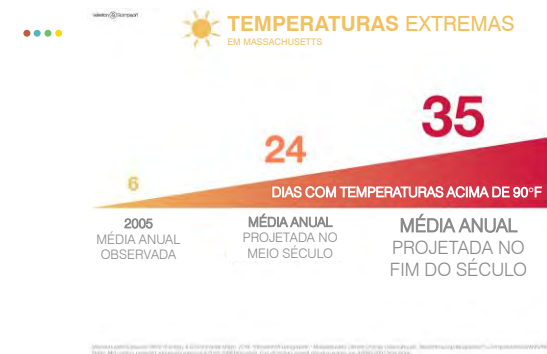 TEMPERATURAS EXTREMAS
EM MASSACHUSETTS
35
24
6
DIAS COM TEMPERATURAS ACIMA DE 90°F
2005
MÉDIA ANUAL
OBSERVADA
MÉDIA ANUAL
PROJETADA NO
MEIO SÉCULO
MÉDIA ANUAL
PROJETADA NO
FIM DO SÉCULO